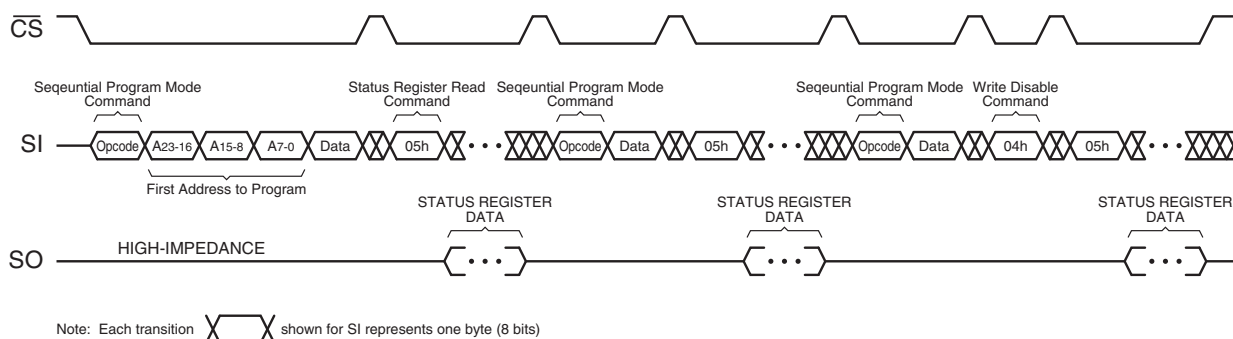 CS
Seqeuntial Program Mode
Command
Status Register Read
Command
Seqeuntial Program Mode
Command
Seqeuntial Program Mode
Command
Write Disable
Command
SI
Opcode A23-16 A15-8 A7-0 Data 05h • • • Opcode Data 05h • • • Opcode Data 04h 05h • • •
First Address to Program
STATUS REGISTER
DATA
STATUS REGISTER
DATA
STATUS REGISTER
DATA
SO
HIGH-IMPEDANCE
• • • • • • • • •
Note: Each transition shown for SI represents one byte (8 bits)